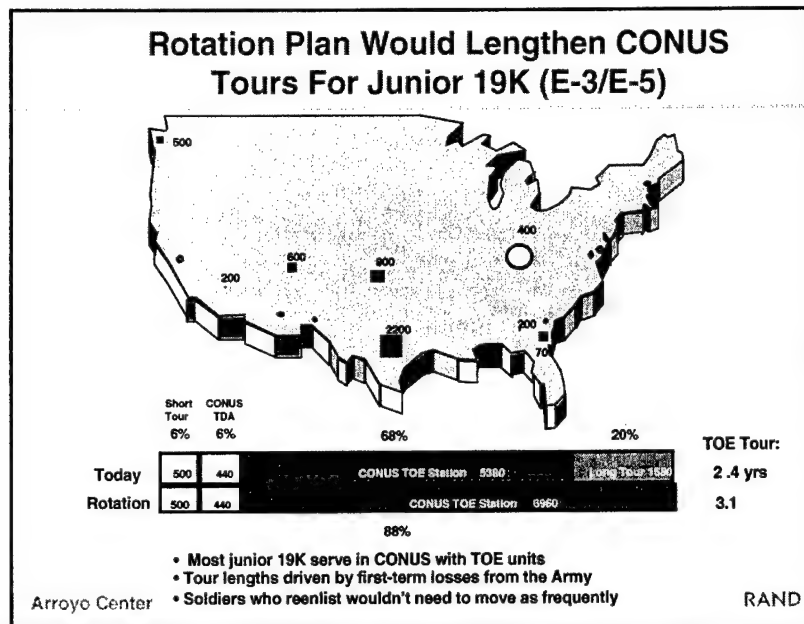 Rotation Plan Would Lengthen CONUS
Tours For Junior 19K (E-3/E-5)
500
400
600
800
200
2200
200
70
Short Tour
CONUS TDA
6%
6%
68%
20%
TOE Tour:
Today
500
440
CONUS TOE Station 5380
Long Tour 1580
2.4 yrs
Rotation
500
440
CONUS TOE Station 6960
3.1
88%
• Most junior 19K serve in CONUS with TOE units
• Tour lengths driven by first-term losses from the Army
• Soldiers who reenlist wouldn't need to move as frequently
Arroyo Center
RAND